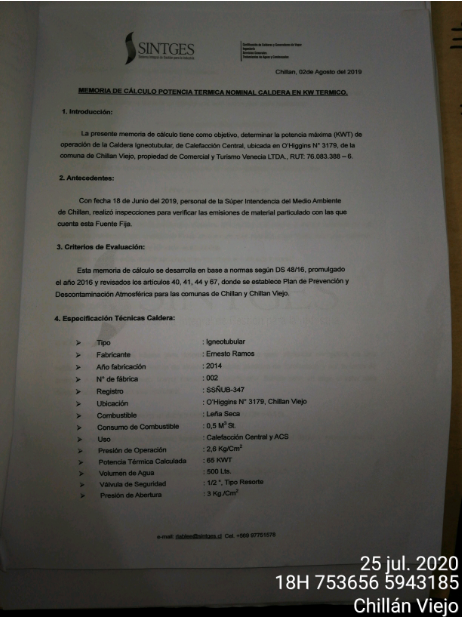 SINTGES
Chillan, 02de Agosto del 2019
MEMORIA DE CÁLCULO POTENCIA TERMICA NOMINAL CALDERA EN KW TERMICO.
1. Introducción:
La presente memoria de cálculo tiene como objetivo, determinar la potencia máxima (KWT) de
operación de la Caldera Igneotubular, de Calefacción Central, ubicada en O'Higgins N° 3179, de la
comuna de Chillan Viejo, propiedad de Comercial y Turismo Venecia LTDA., RUT: 76.083.388 – 6.
2. Antecedentes:
Con fecha 18 de Junio del 2019, personal de la Súper Intendencia del Medio Ambiente
de Chillan, realizó inspecciones para verificar las emisiones de material particulado con las que
cuenta esta Fuente Fija.
3. Criterios de Evaluación:
Esta memoria de cálculo se desarrolla en base a normas según DS 48/16, promulgado
el año 2016 y revisados los artículos 40, 41, 44 y 67, donde se establece Plan de Prevención y
Descontaminación Atmosférica para las comunas de Chillan y Chillan Viejo.
4. Especificación Técnicas Caldera:
Tipo : Igneotubular
Fabricante : Ernesto Ramos
Año fabricación : 2014
N° de fábrica : 002
Registro : SSÑUB-347
Ubicación : O'Higgins N° 3179, Chillan Viejo
Combustible : Leña Seca
Consumo de Combustible : 0,5 M³ St.
Uso : Calefacción Central y ACS
Presión de Operación : 2,6 Kg/Cm²
Potencia Térmica Calculada : 65 KWT
Volumen de Agua : 500 Lts.
Válvula de Seguridad : 1/2 ", Tipo Resorte
Presión de Abertura : 3 Kg./Cm²
25 jul. 2020
18H 753656 5943185
Chillán Viejo